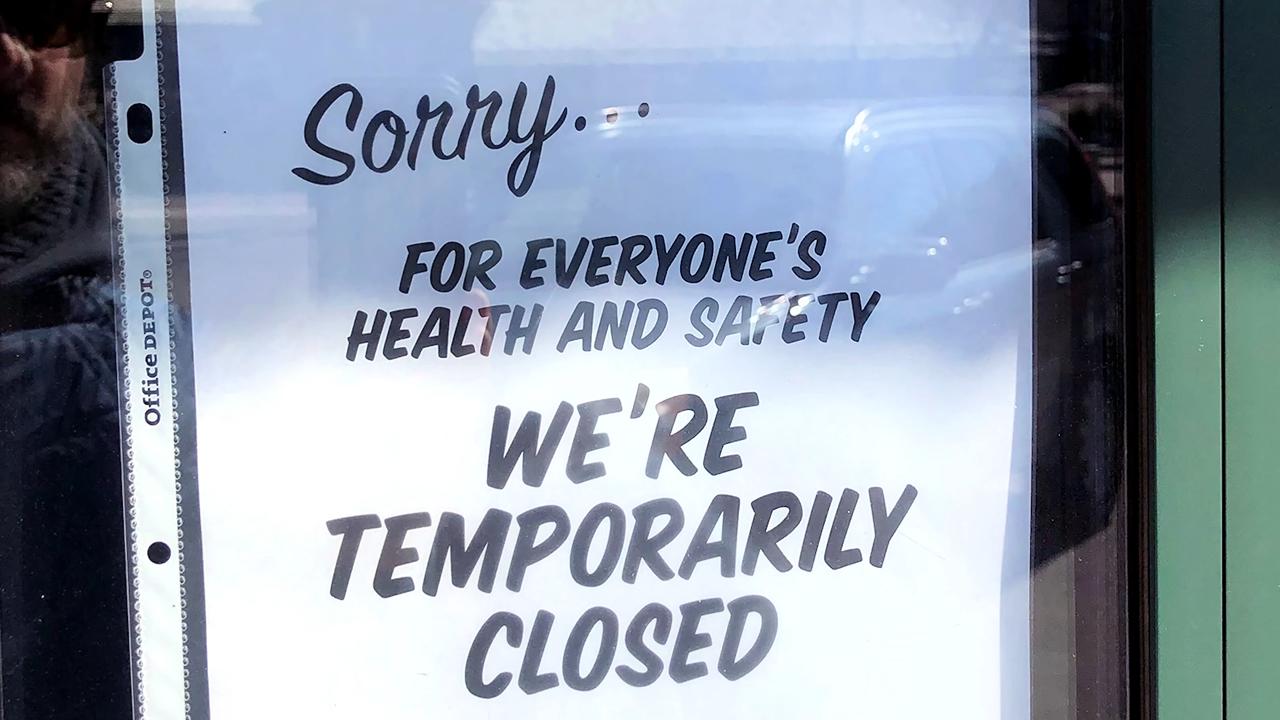 Sorry...
FOR EVERYONE'S
HEALTH AND SAFETY
WE'RE
TEMPORARILY
CLOSED
Office DEPOT®